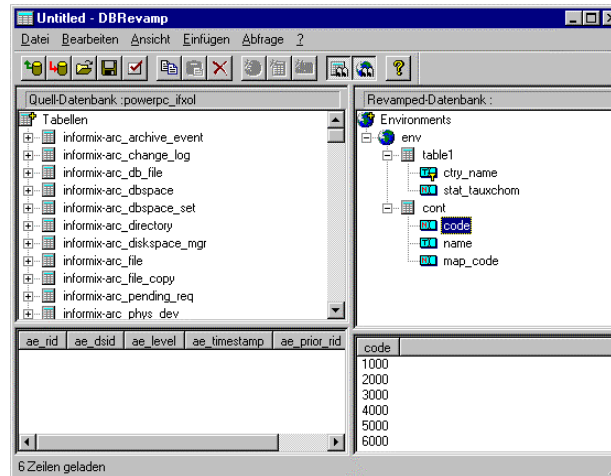 Untitled - DBRevamp
Datei Bearbeiten Ansicht Einfügen Abfrage ?
Quell-Datenbank :powerpc_ifxol
Tabellen
informix-arc_archive_event
informix-arc_change_log
informix-arc_db_file
informix-arc_dbspace
informix-arc_dbspace_set
informix-arc_directory
informix-arc_diskspace_mgr
informix-arc_file
informix-arc_file_copy
informix-arc_pending_req
informix-arc_phys_dev
Revamped-Datenbank :
Environments
env
table1
ctry_name
stat_tauxchom
cont
code
name
map_code
ae_rid ae_dsid ae_level ae_timestamp ae_prior_rid
code
1000
2000
3000
4000
5000
6000
6 Zeilen geladen